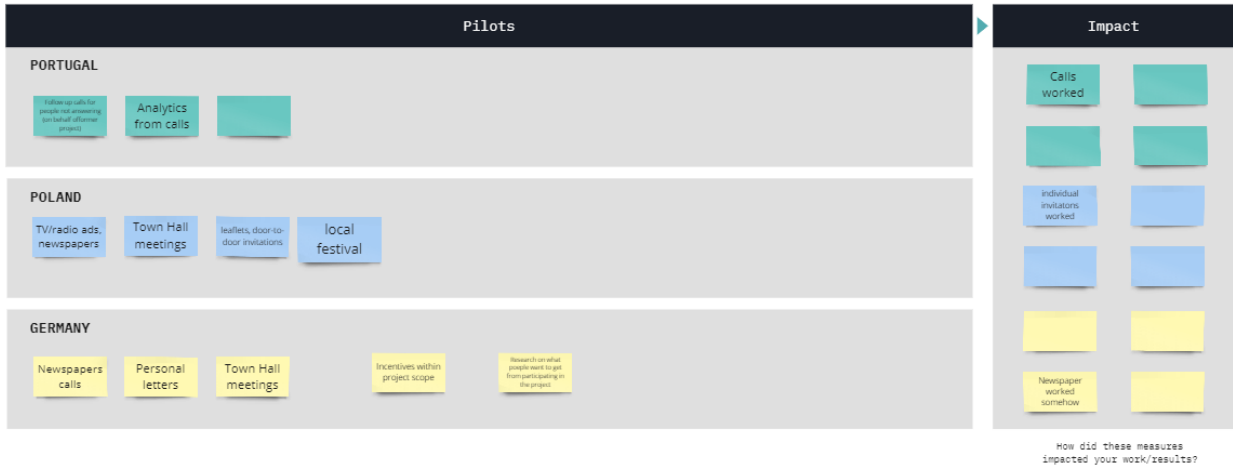 Pilots
Impact
PORTUGAL
Follow up calls for
people not answering
(on behalf offormer
project)
Analytics
from calls
Calls
worked
POLAND
TV/radio ads,
newspapers
Town Hall
meetings
leaflets, door-to-
door invitations
local
festival
individual
invitatons
worked
GERMANY
Newspapers
calls
Personal
letters
Town Hall
meetings
Incentives within
project scope
Research on what
poeple want to get
from participating in
the project
Newspaper
worked
somehow
How did these measures
impacted your work/results?